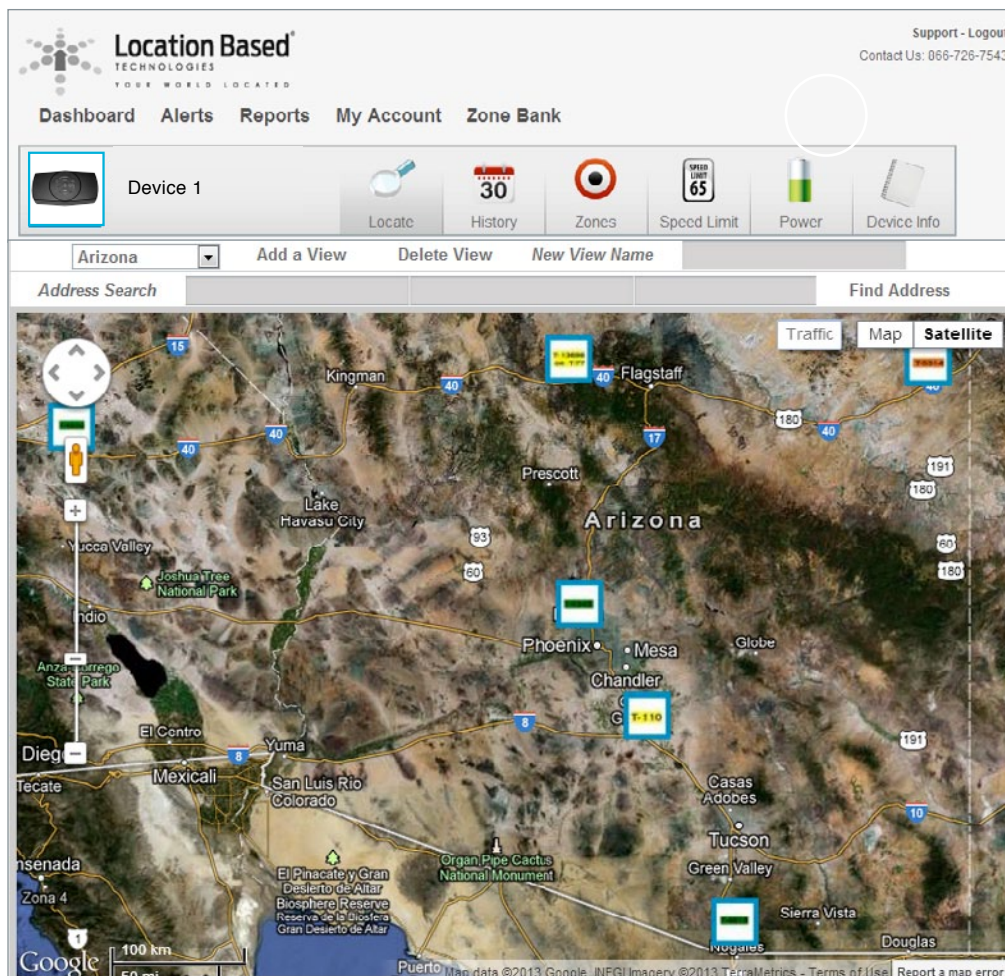 Support - Logout
Location Based
TECHNOLOGIES
YOUR WORLD LOCATED
Contact Us: 866-726-7543
Dashboard Alerts Reports My Account Zone Bank
Device 1
SPEED
LIMIT
65
30
Locate History Zones Speed Limit Power Device Info
Arizona Add a View Delete View New View Name
Address Search Find Address
Traffic Map Satellite
15
Kingman
40
40
Flagstaff
40
180
40
40
40
17
Prescott
191
180
Lake
Havasu City
Arizona
93
60
60
180
Yucca Valley
Joshua Tree
National Park
Indio
Phoenix
Mesa
Globe
State Park
Chandler
T-110
8
El Centro
8
Yuma
191
Mexicali
Tecate
San Luis Rio
Colorado
Casas
Adobes
10
Tucson
Organ Pipe Cactus
National Monument
Green Valley
El Pinacate y Gran
Desierto de Altar
Biosphere Reserve
Reserva de la Biosfera
Gran Desierto de Altar
Zona 4
Sierra Vista
1
100 km
Douglas
Nogales
Google
50 mi
Puerto
Map data ©2013 Google, INEGI Imagery ©2013 TerraMetrics - Terms of Use
Report a map error